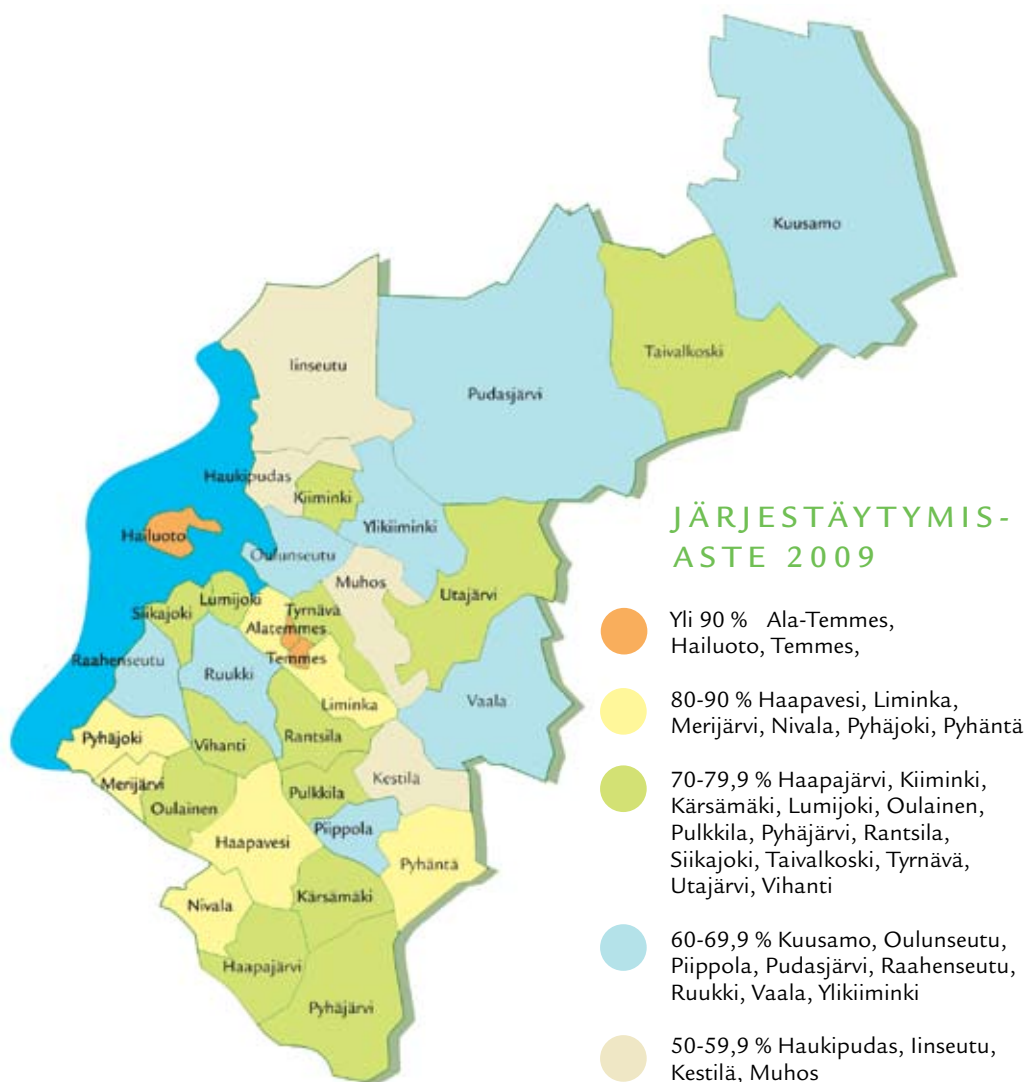 Kuusamo
Taivalkoski
Iinseutu
Pudasjärvi
Haukipudas
Kiiminki
Hailuoto
Ylikiiminki
Oulunseutu
Muhos
Utajärvi
Lumijoki
Siikajoki
Tyrnävä
Alatemmes
Raahenseutu
Ruukki
Temmes
Liminka
Vaala
Pyhäjoki
Vihanti
Rantsila
Merijärvi
Kestilä
Oulainen
Pulkkila
Piippola
Haapavesi
Pyhäntä
Nivala
Kärsämäki
Haapajärvi
Pyhäjärvi
JÄRJESTÄYTYMIS-
ASTE 2009
Yli 90 % Ala-Temmes,
Hailuoto, Temmes,
80-90 % Haapavesi, Liminka,
Merijärvi, Nivala, Pyhäjoki, Pyhäntä
70-79,9 % Haapajärvi, Kiiminki,
Kärsämäki, Lumijoki, Oulainen,
Pulkkila, Pyhäjärvi, Rantsila,
Siikajoki, Taivalkoski, Tyrnävä,
Utajärvi, Vihanti
60-69,9 % Kuusamo, Oulunseutu,
Piippola, Pudasjärvi, Raahenseutu,
Ruukki, Vaala, Ylikiiminki
50-59,9 % Haukipudas, Iinseutu,
Kestilä, Muhos